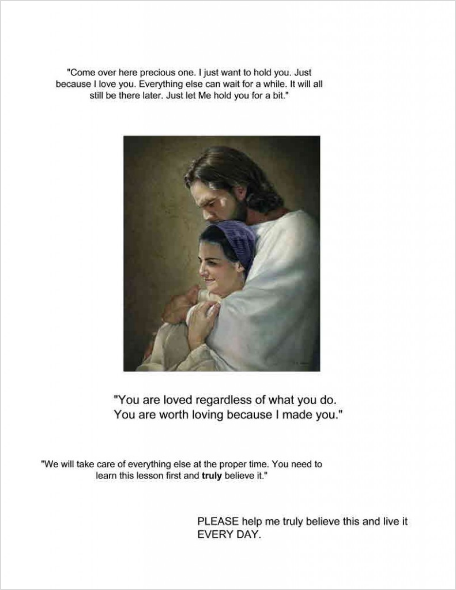 "Come over here precious one. I just want to hold you. Just
because I love you. Everything else can wait for a while. It will all
still be there later. Just let Me hold you for a bit."
"You are loved regardless of what you do.
You are worth loving because I made you."
"We will take care of everything else at the proper time. You need to
learn this lesson first and truly believe it."
PLEASE help me truly believe this and live it
EVERY DAY.